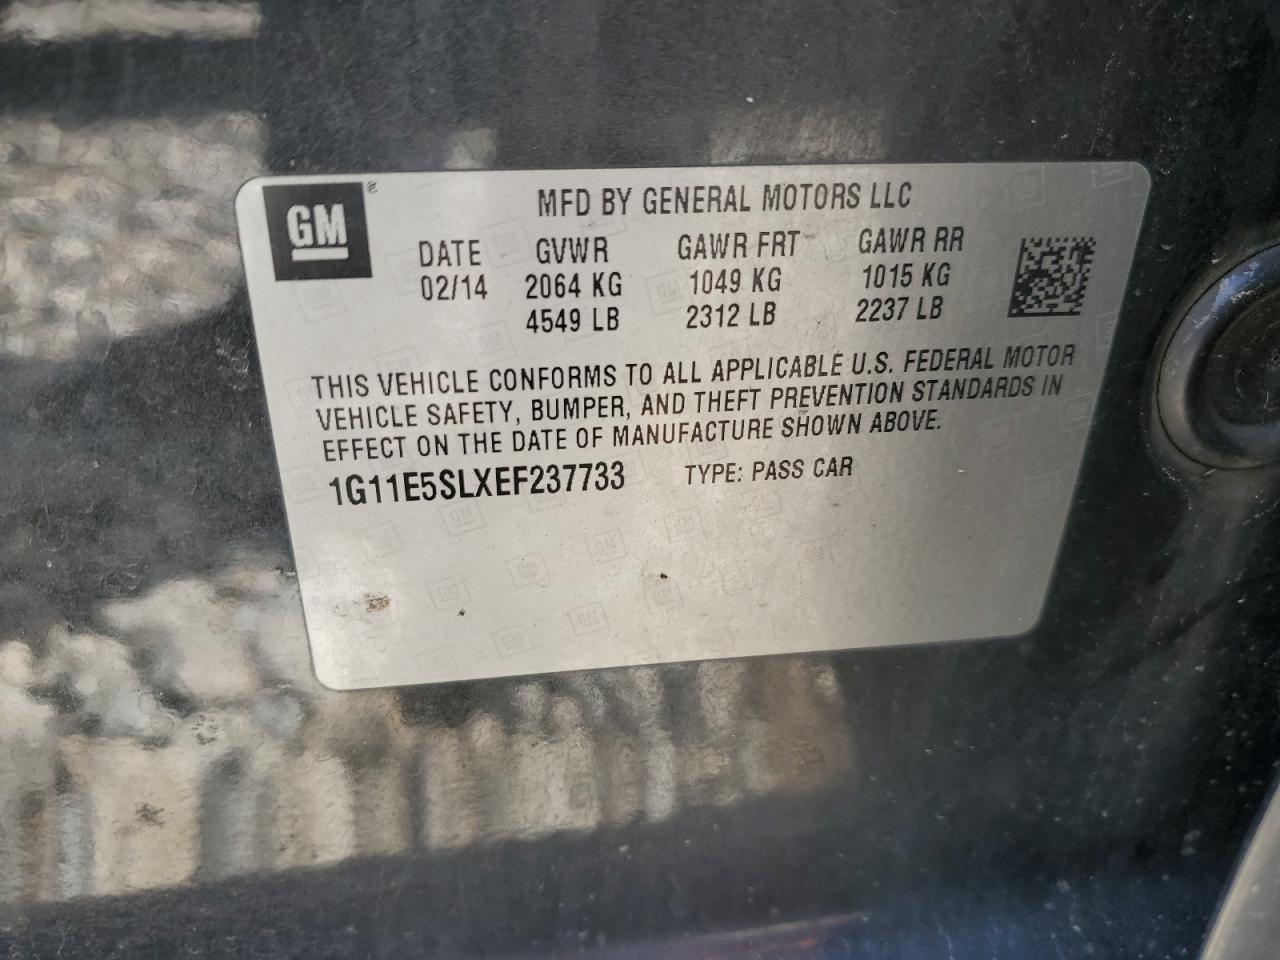 GM
MFD BY GENERAL MOTORS LLC
DATE GVWR GAWR FRT GAWR RR
02/14 2064 KG 1049 KG 1015 KG
4549 LB 2312 LB 2237 LB
THIS VEHICLE CONFORMS TO ALL APPLICABLE U.S. FEDERAL MOTOR
VEHICLE SAFETY, BUMPER, AND THEFT PREVENTION STANDARDS IN
EFFECT ON THE DATE OF MANUFACTURE SHOWN ABOVE.
1G11E5SLXEF237733 TYPE: PASS CAR